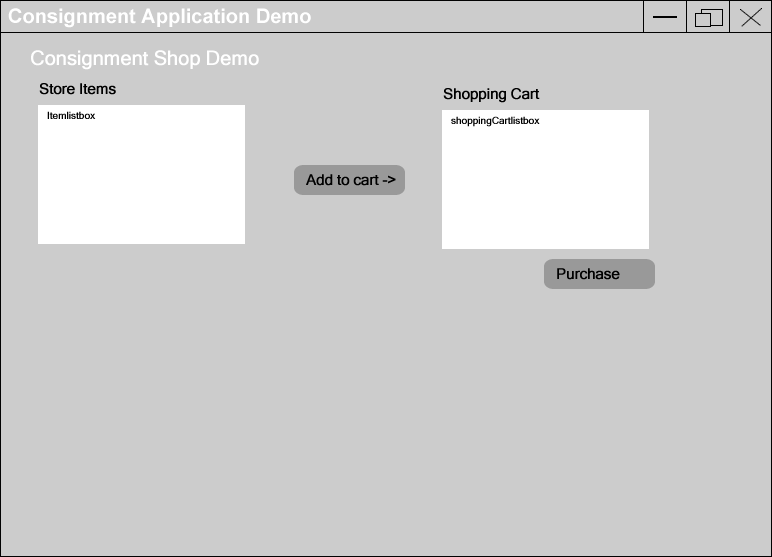 Consignment Application Demo
Consignment Shop Demo
Store Items
Itemlistbox
Add to cart ->
Shopping Cart
shoppingCartlistbox
Purchase